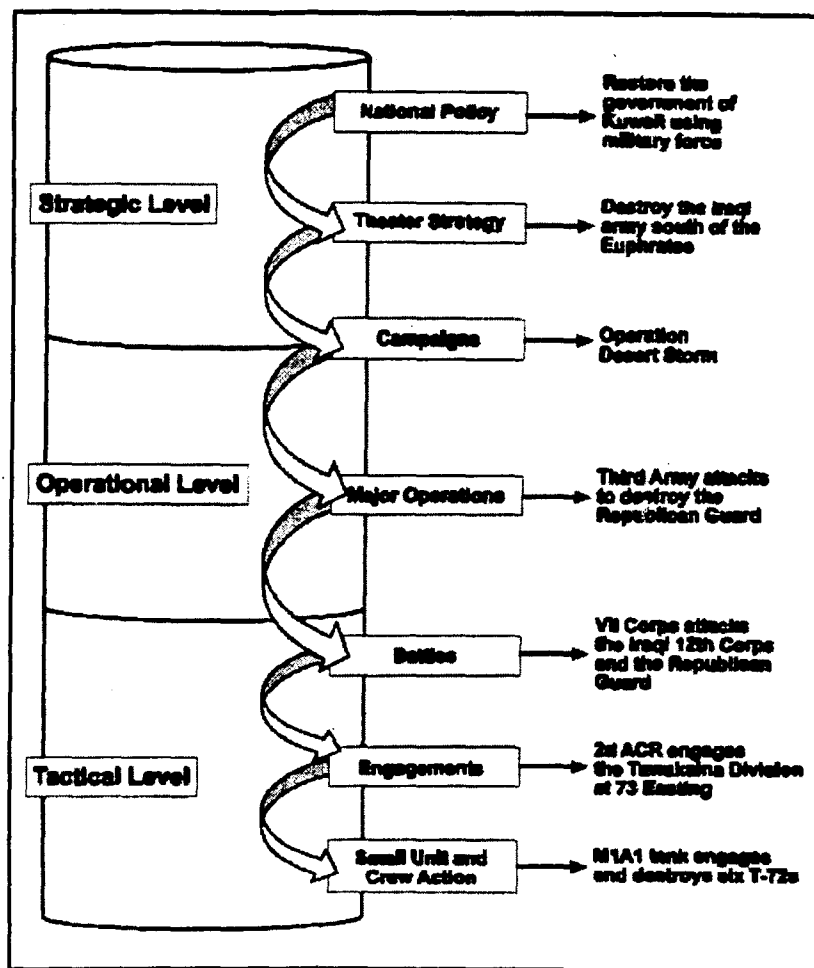 National Policy
Restore the
government of
Kuwait using
military force
Strategic Level
Theater Strategy
Destroy the Iraqi
army south of the
Euphrates
Campaigns
Operation
Desert Storm
Operational Level
Major Operations
Third Army attacks
to destroy the
Republican Guard
Battles
VII Corps attacks
the Iraqi 12th Corps
and the Republican
Guard
Tactical Level
Engagements
2d ACR engages
the Tawakalna Division
at 73 Easting
Small Unit and
Crew Action
M1A1 tank engages
and destroys six T-72s